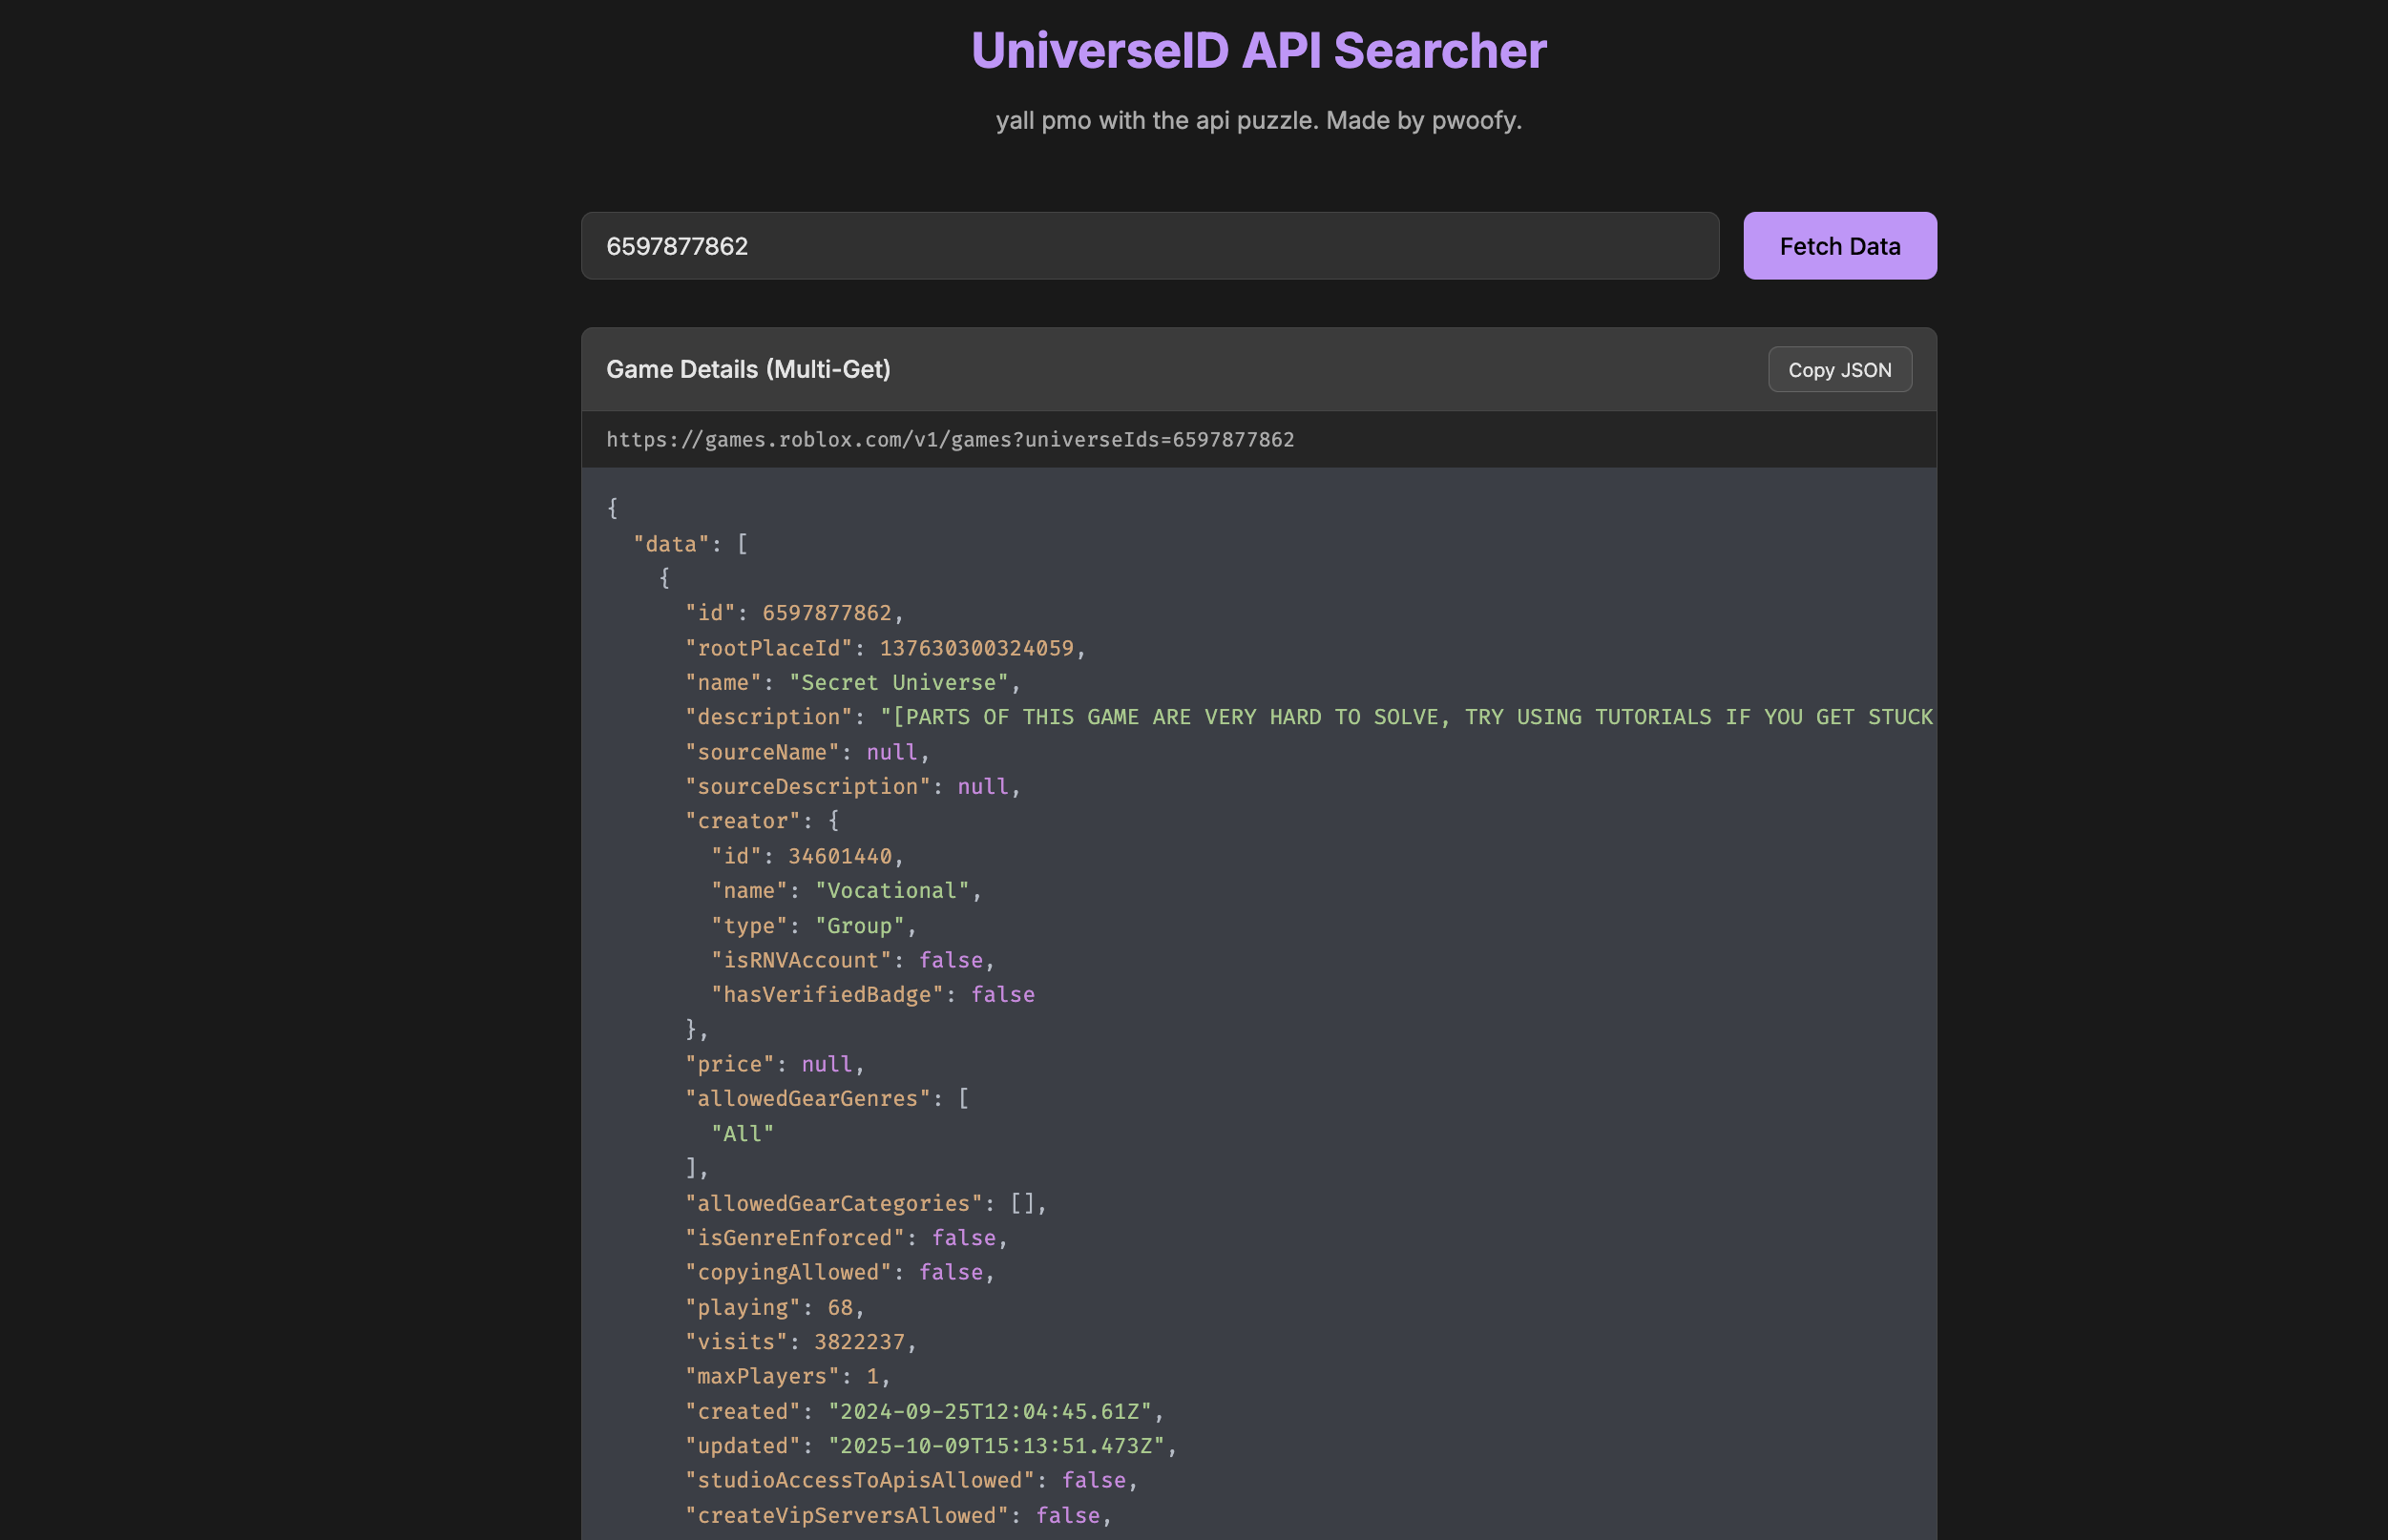 UniverseID API Searcher
yall pmo with the api puzzle. Made by pwoofy.
6597877862
Fetch Data
Game Details (Multi-Get)
Copy JSON
https://games.roblox.com/v1/games?universeIds=6597877862
{
  "data": [
    {
      "id": 6597877862,
      "rootPlaceId": 137630300324059,
      "name": "Secret Universe",
      "description": "[PARTS OF THIS GAME ARE VERY HARD TO SOLVE, TRY USING TUTORIALS IF YOU GET STUCK
      "sourceName": null,
      "sourceDescription": null,
      "creator": {
        "id": 34601440,
        "name": "Vocational",
        "type": "Group",
        "isRNVAccount": false,
        "hasVerifiedBadge": false
      },
      "price": null,
      "allowedGearGenres": [
        "All"
      ],
      "allowedGearCategories": [],
      "isGenreEnforced": false,
      "copyingAllowed": false,
      "playing": 68,
      "visits": 3822237,
      "maxPlayers": 1,
      "created": "2024-09-25T12:04:45.61Z",
      "updated": "2025-10-09T15:13:51.473Z",
      "studioAccessToApisAllowed": false,
      "createVipServersAllowed": false,